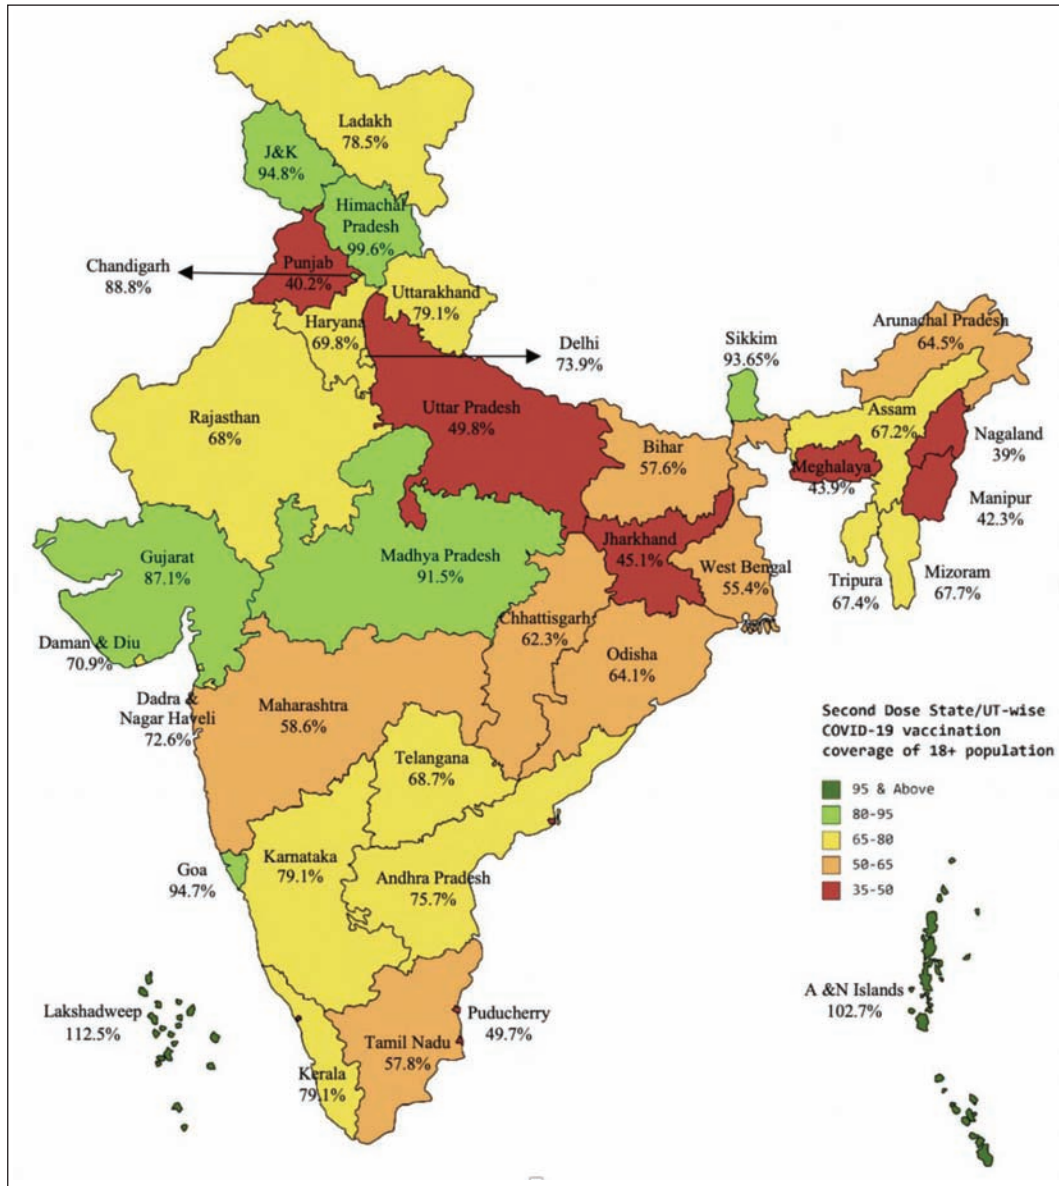 Ladakh
78.5%
J&K
94.8%
Himachal
Pradesh
99.6%
Chandigarh
88.8%
Punjab
40.2%
Uttarakhand
79.1%
Haryana
69.8%
Delhi
73.9%
Sikkim
93.65%
Arunachal Pradesh
64.5%
Rajasthan
68%
Uttar Pradesh
49.8%
Bihar
57.6%
Assam
67.2%
Nagaland
39%
Meghalaya
43.9%
Manipur
42.3%
Gujarat
87.1%
Madhya Pradesh
91.5%
Jharkhand
45.1%
West Bengal
55.4%
Tripura
67.4%
Mizoram
67.7%
Daman & Diu
70.9%
Chhattisgarh
62.3%
Odisha
64.1%
Dadra &
Nagar Haveli
72.6%
Maharashtra
58.6%
Telangana
68.7%
Second Dose State/UT-wise
COVID-19 vaccination
coverage of 18+ population
95 & Above
80-95
65-80
50-65
35-50
Goa
94.7%
Karnataka
79.1%
Andhra Pradesh
75.7%
Lakshadweep
112.5%
A &N Islands
102.7%
Puducherry
49.7%
Tamil Nadu
57.8%
Kerala
79.1%